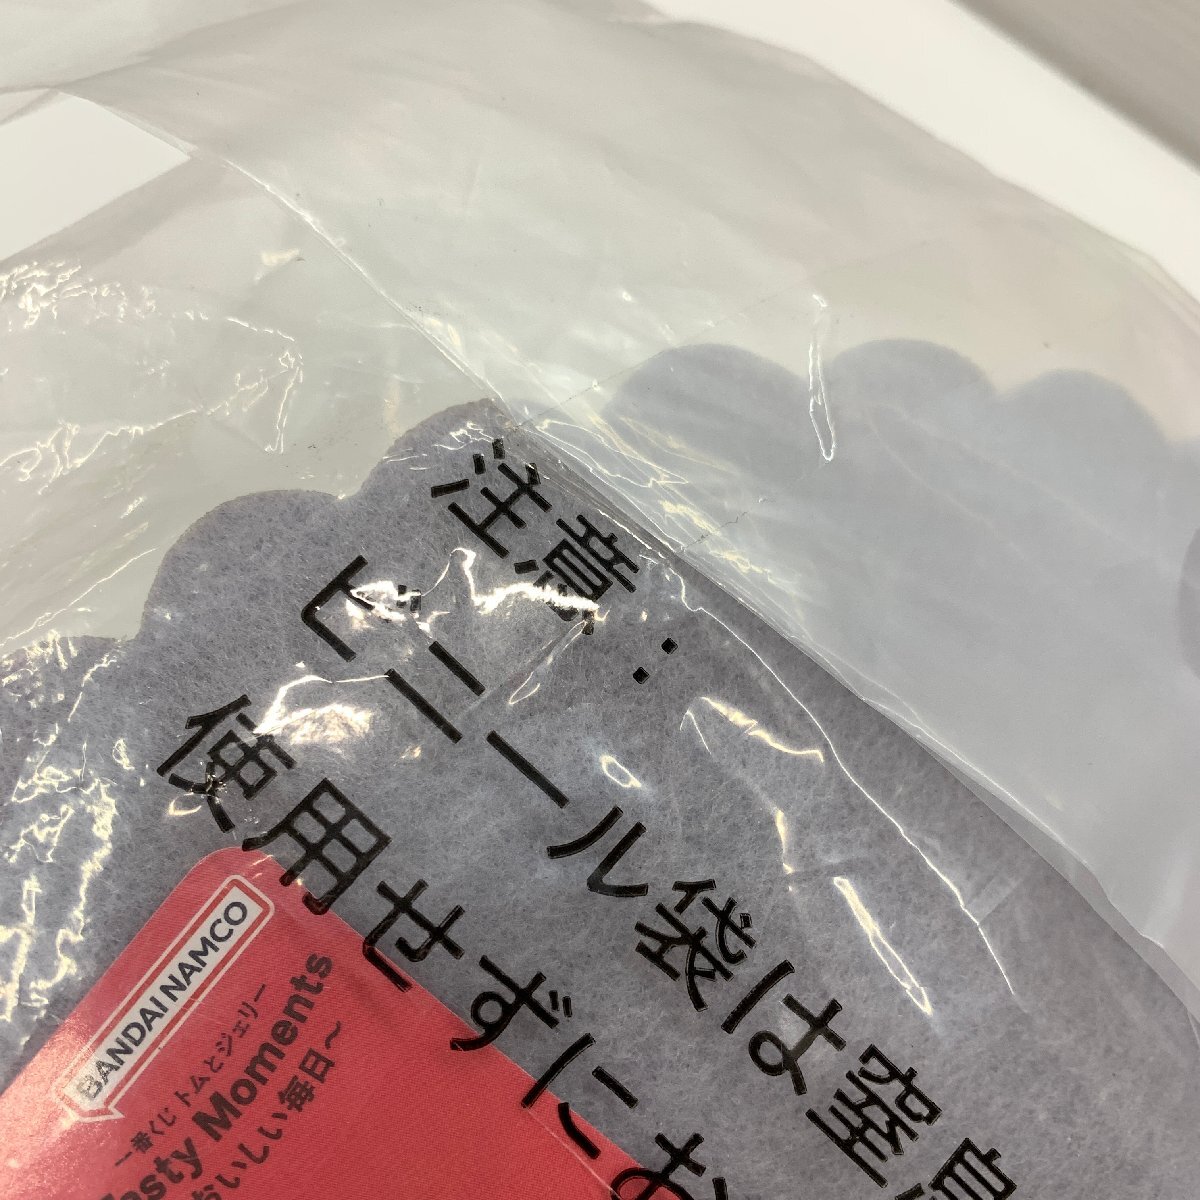 注意:
ビニール袋は窒息
使用せずにお
BANDAI NAMCO
一番くじ トムとジェリー
Tasty Moments
おいしい毎日～